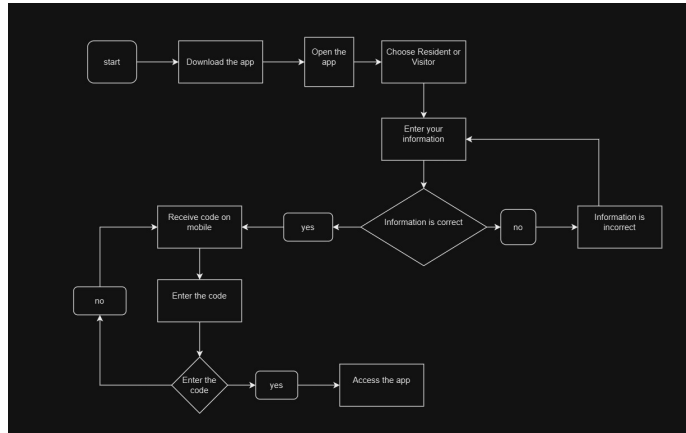 start
Download the app
Open the
app
Choose Resident or
Visitor
Enter your
information
Information is correct
no
Information is
incorrect
yes
Receive code on
mobile
Enter the code
no
Enter the
code
yes
Access the app